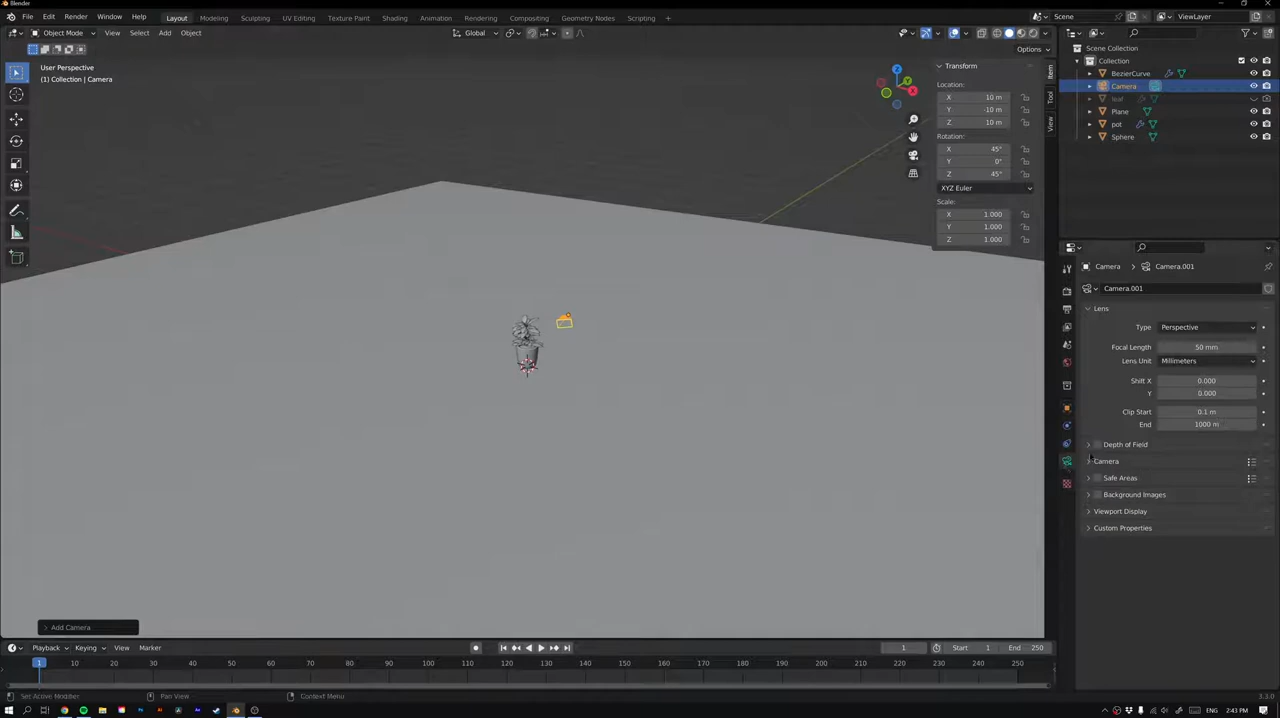 Blender
File Edit Render Window Help
Layout Modeling Sculpting UV Editing Texture Paint Shading Animation Rendering Compositing Geometry Nodes Scripting +
Scene
ViewLayer
Object Mode View Select Add Object
Global
Options
User Perspective
(1) Collection | Camera
Transform
Location:
X 10 m
Y -10 m
Z 10 m
Rotation:
X 45°
Y 0°
Z 45°
XYZ Euler
Scale:
X 1.000
Y 1.000
Z 1.000
Item
Tool
View
Z
Y
X
Scene Collection
Collection
BezierCurve
Camera
leaf
Plane
pot
Sphere
Camera > Camera.001
Camera.001
Lens
Type Perspective
Focal Length 50 mm
Lens Unit Millimeters
Shift X 0.000
Y 0.000
Clip Start 0.1 m
End 1000 m
Depth of Field
Camera
Safe Areas
Background Images
Viewport Display
Custom Properties
Add Camera
Playback Keying View Marker
1 Start 1 End 250
1 10 20 30 40 50 60 70 80 90 100 110 120 130 140 150 160 170 180 190 200 210 220 230 240 250
Set Active Modifier Pan View Context Menu
3.3.0
ENG 2:43 PM